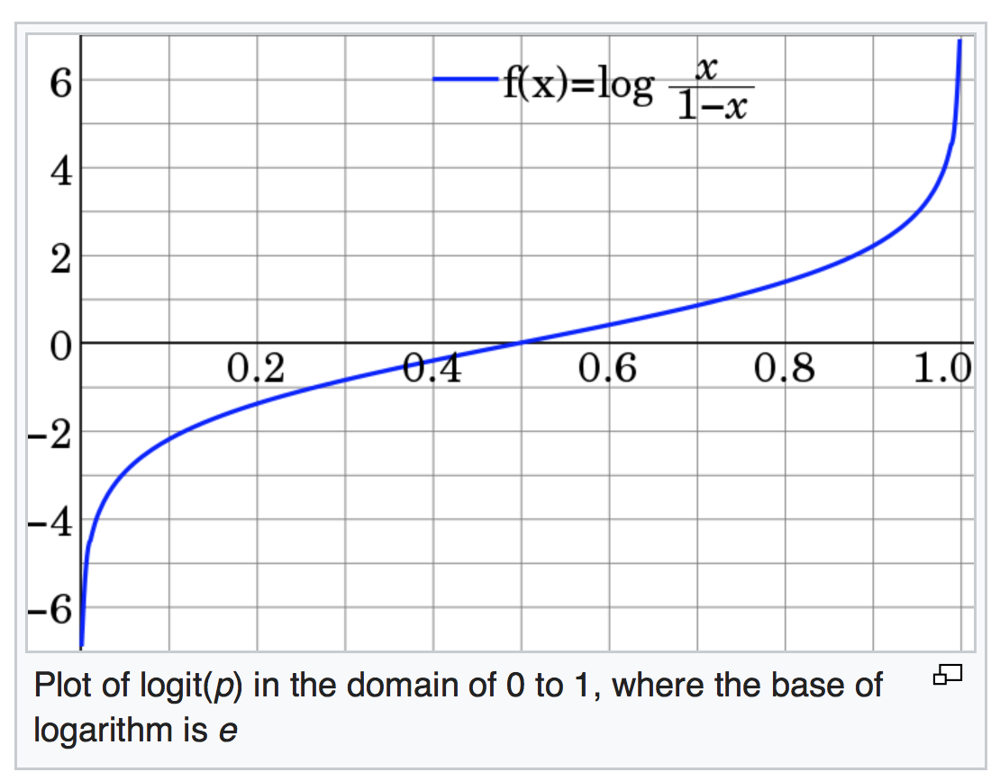 6
f(x)=log x/1−x
4
2
0
0.2 0.4 0.6 0.8 1.0
−2
−4
−6
Plot of logit(p) in the domain of 0 to 1, where the base of
logarithm is e